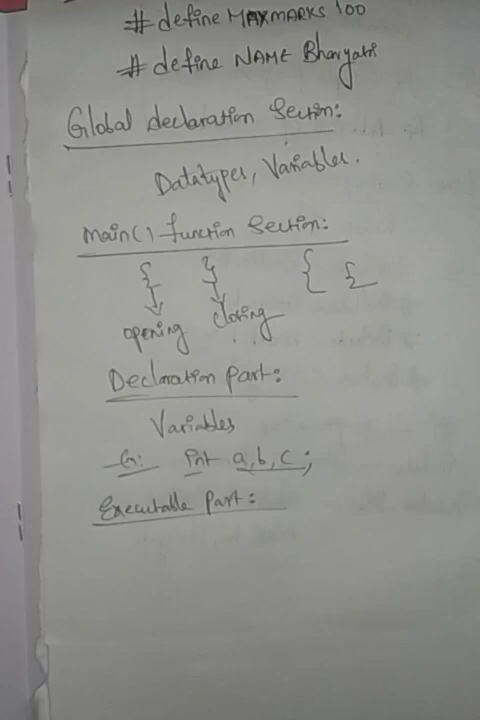 # define MAXMARKS 100
# define NAME Bhargavi
Global declaration Section:
Datatypes, Variables.
Main() function Section:
{ } { {
opening closing
Declaration Part:
Variables
int a, b, c;
Executable Part: